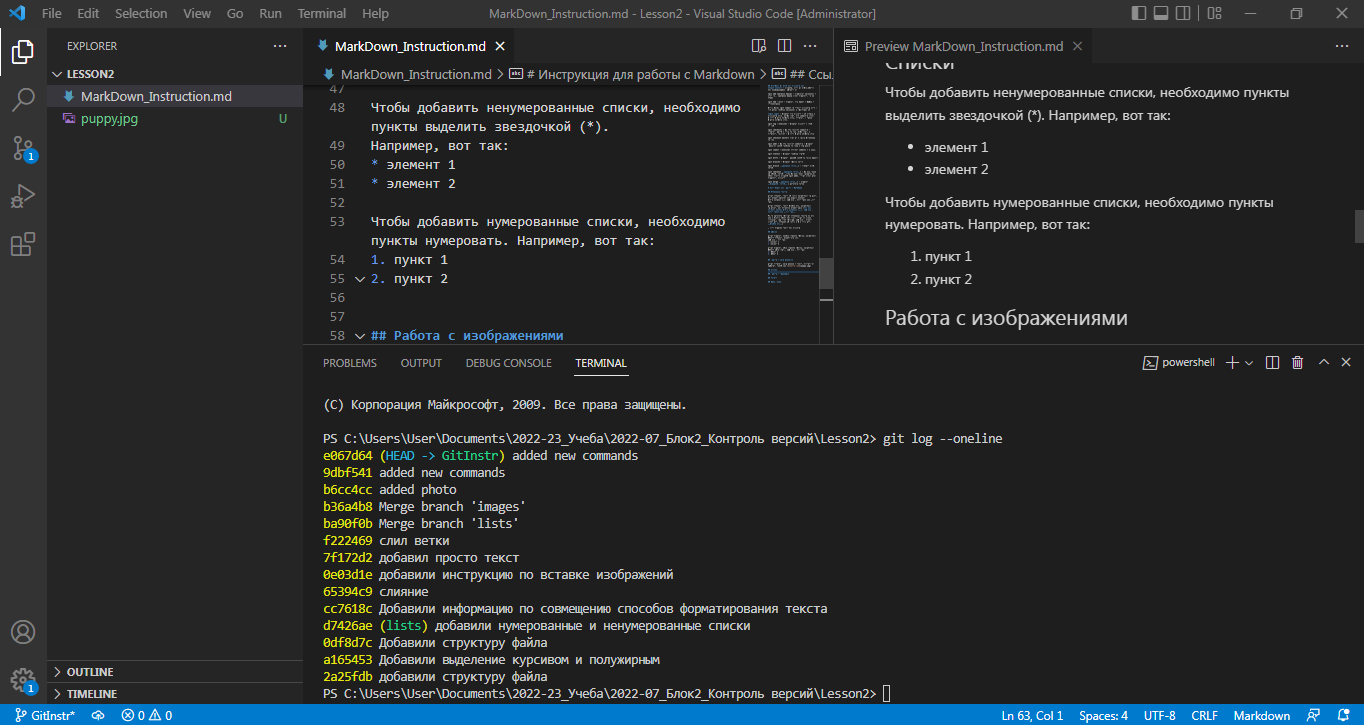 File Edit Selection View Go Run Terminal Help
MarkDown_Instruction.md - Lesson2 - Visual Studio Code [Administrator]
EXPLORER
LESSON2
MarkDown_Instruction.md
puppy.jpg U
OUTLINE
TIMELINE
MarkDown_Instruction.md
MarkDown_Instruction.md > # Инструкция для работы с Markdown > ## Ссы
47
48 Чтобы добавить ненумерованные списки, необходимо
пункты выделить звездочкой (*).
49 Например, вот так:
50 * элемент 1
51 * элемент 2
52
53 Чтобы добавить нумерованные списки, необходимо
пункты нумеровать. Например, вот так:
54 1. пункт 1
55 2. пункт 2
56
57
58 ## Работа с изображениями
Preview MarkDown_Instruction.md
Списки
Чтобы добавить ненумерованные списки, необходимо пункты
выделить звездочкой (*). Например, вот так:
• элемент 1
• элемент 2
Чтобы добавить нумерованные списки, необходимо пункты
нумеровать. Например, вот так:
1. пункт 1
2. пункт 2
Работа с изображениями
PROBLEMS OUTPUT DEBUG CONSOLE TERMINAL
powershell
(C) Корпорация Майкрософт, 2009. Все права защищены.
PS C:\Users\User\Documents\2022-23_Учеба\2022-07_Блок2_Контроль версий\Lesson2> git log --oneline
e067d64 (HEAD -> GitInstr) added new commands
9dbf541 added new commands
b6cc4cc added photo
b36a4b8 Merge branch 'images'
ba90f0b Merge branch 'lists'
f222469 слил ветки
7f172d2 добавил просто текст
0e03d1e добавили инструкцию по вставке изображений
65394c9 слияние
cc7618c Добавили информацию по совмещению способов форматирования текста
d7426ae (lists) добавили нумерованные и ненумерованные списки
0df8d7c Добавили структуру файла
a165453 Добавили выделение курсивом и полужирным
2a25fdb добавили структуру файла
PS C:\Users\User\Documents\2022-23_Учеба\2022-07_Блок2_Контроль версий\Lesson2>
1
1
GitInstr* 0 0
Ln 63, Col 1 Spaces: 4 UTF-8 CRLF Markdown